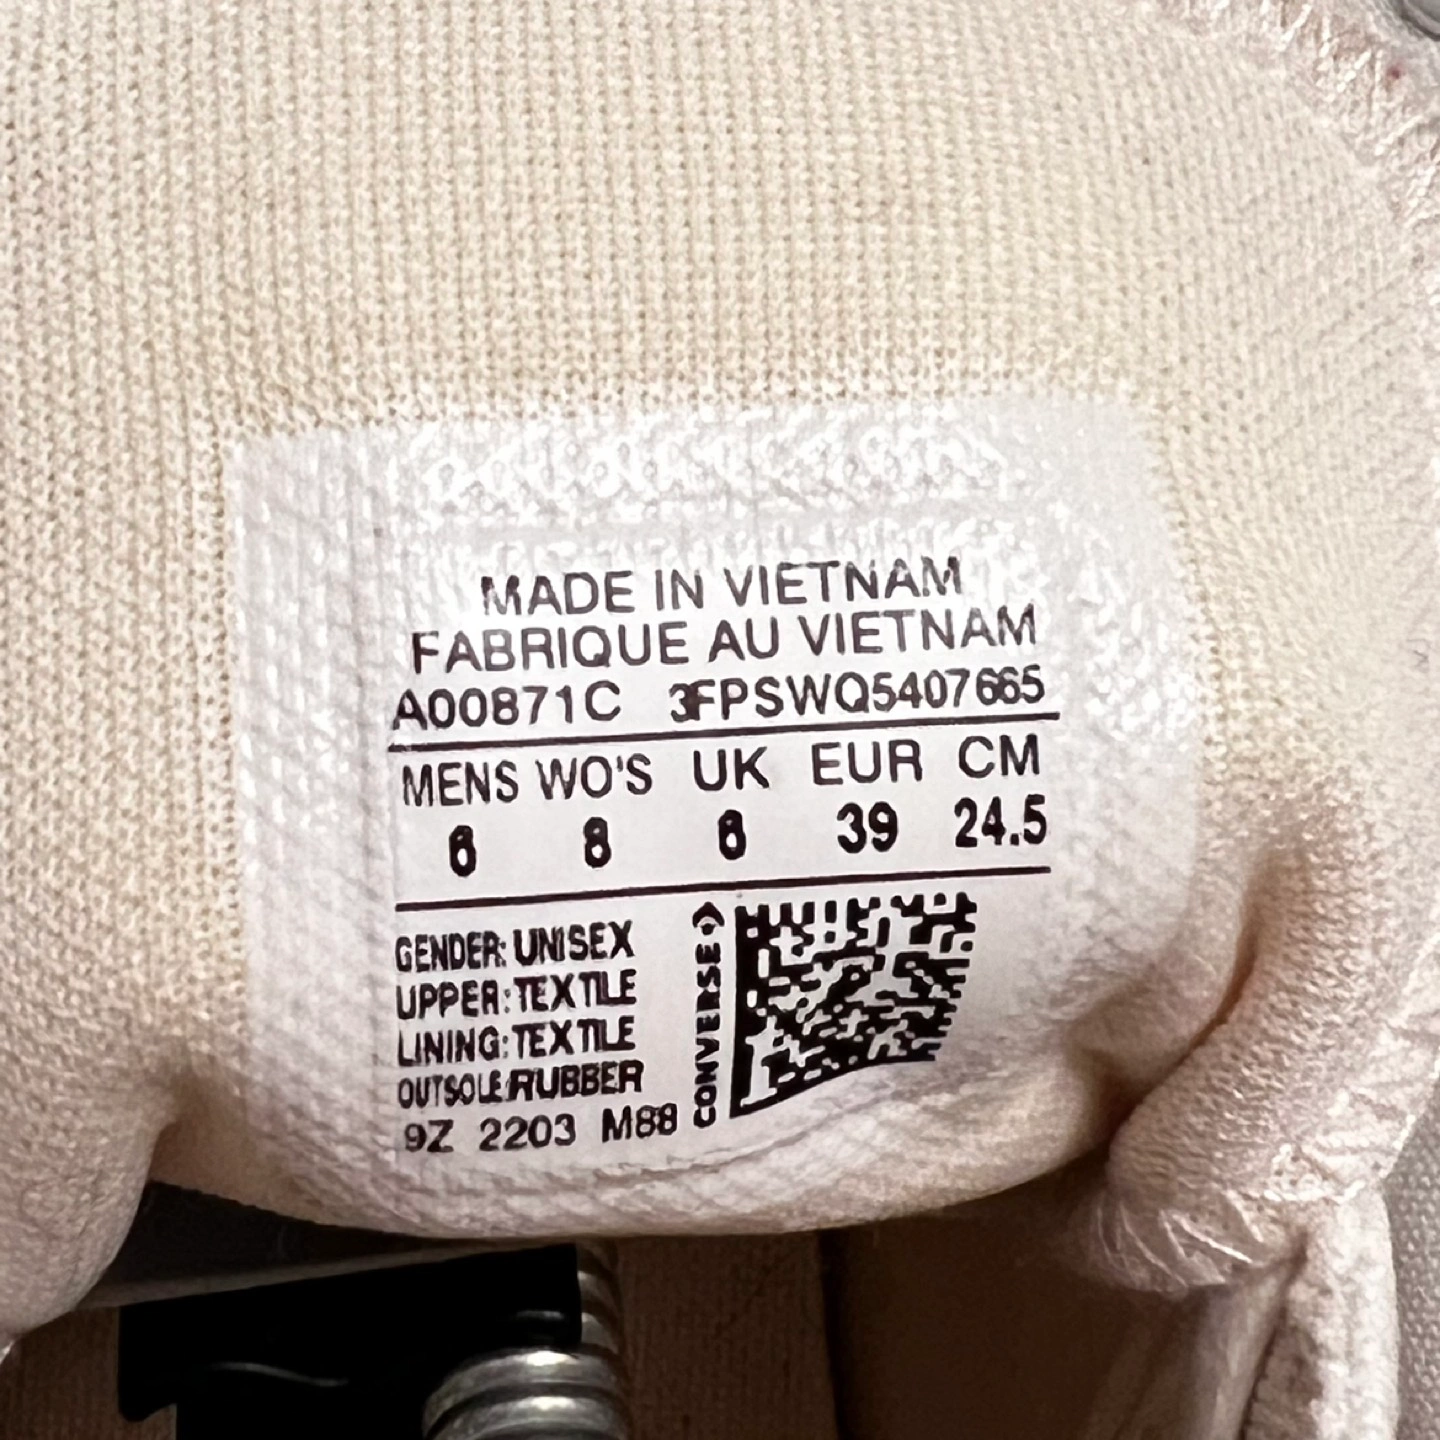 MADE IN VIETNAM
FABRIQUE AU VIETNAM
A00871C 3FPSWQ5407665
MENS WO'S UK EUR CM
6 8 6 39 24.5
GENDER: UNISEX
UPPER: TEXTILE
LINING: TEXTILE
OUTSOLE: RUBBER
9Z 2203 M88
CONVERSE